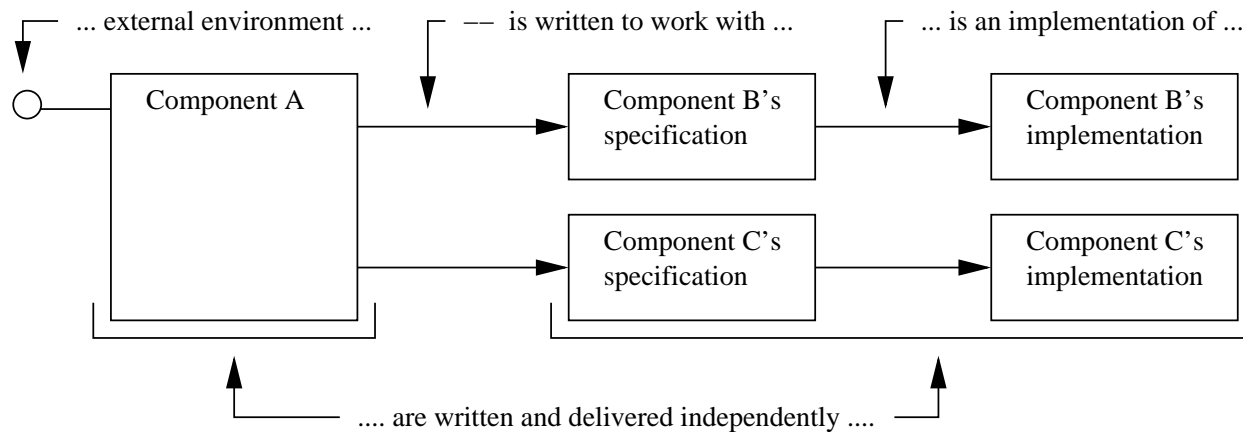 ... external environment ...
–– is written to work with ...
... is an implementation of ...
Component A
Component B's
specification
Component B's
implementation
Component C's
specification
Component C's
implementation
.... are written and delivered independently ....